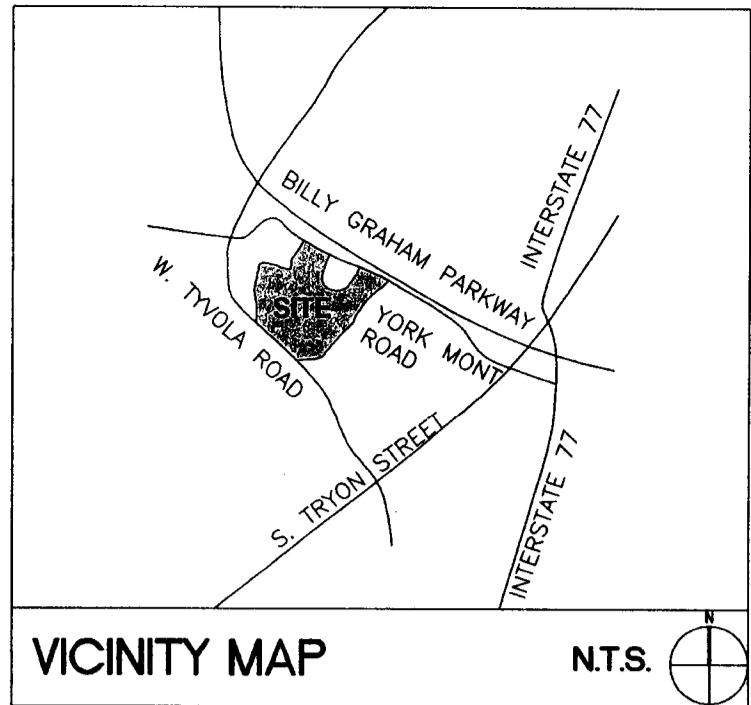 BILLY GRAHAM PARKWAY
INTERSTATE 77
W. TYVOLA ROAD
SITE
YORK MONT
ROAD
S. TRYON STREET
INTERSTATE 77
VICINITY MAP
N.T.S.
N